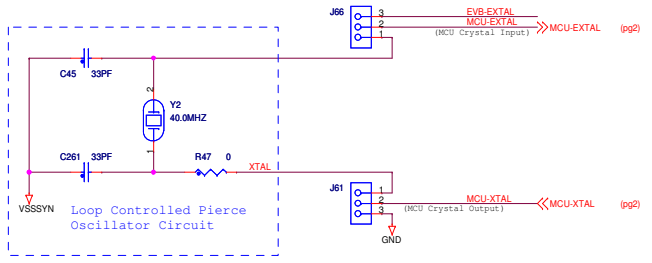 J66
3 EVB-EXTAL
2 MCU-EXTAL MCU-EXTAL (pg2)
(MCU Crystal Input)
1
C45 33PF
2
Y2
40.0MHZ
1
C261 33PF
R47 0
XTAL
J61
1
2 MCU-XTAL MCU-XTAL (pg2)
(MCU Crystal Output)
3
VSSSYN
GND
Loop Controlled Pierce
Oscillator Circuit